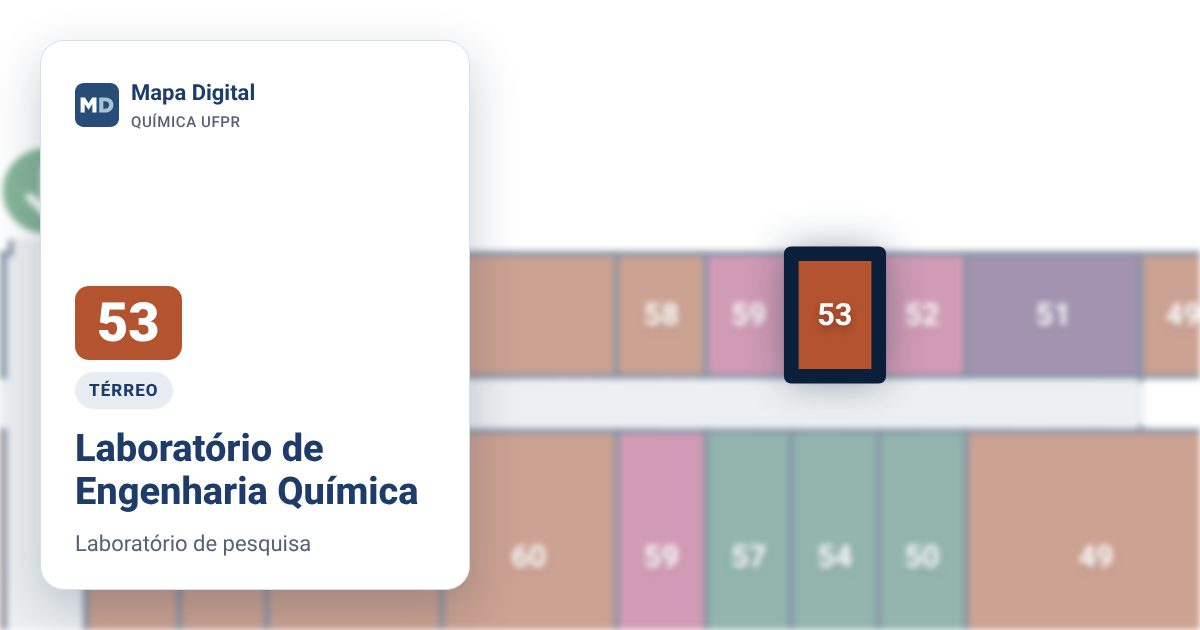 MD
Mapa Digital
QUÍMICA UFPR
53
TÉRREO
Laboratório de
Engenharia Química
Laboratório de pesquisa
58 59 53 52 51 49
60 59 57 54 50 49